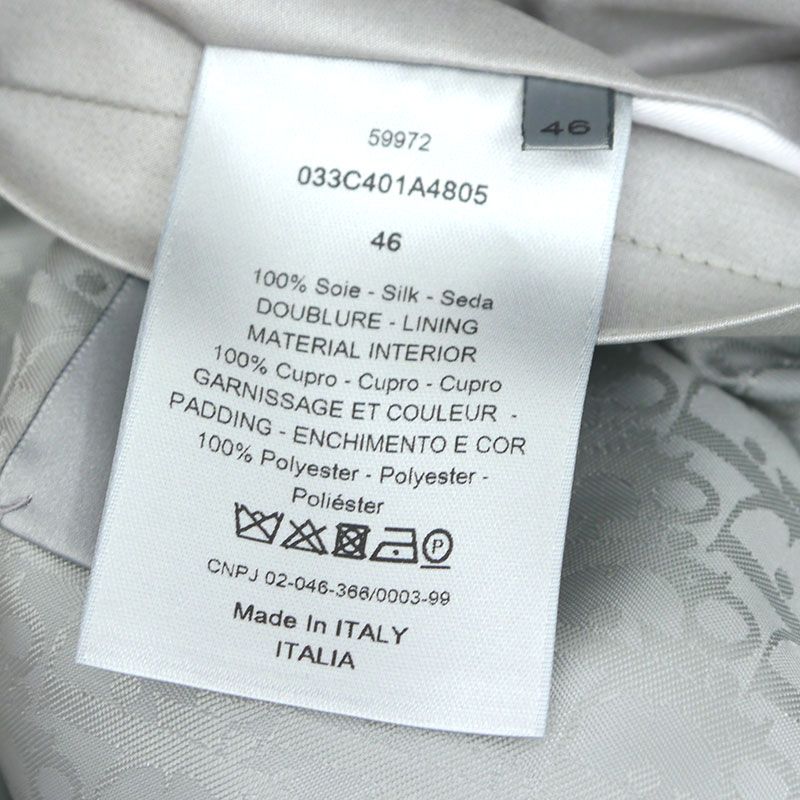 46
59972
033C401A4805
46
100% Soie - Silk - Seda
DOUBLURE - LINING
MATERIAL INTERIOR
100% Cupro - Cupro - Cupro
GARNISSAGE ET COULEUR -
PADDING - ENCHIMENTO E COR
100% Polyester - Polyester -
Poliéster
P
CNPJ 02-046-366/0003-99
Made In ITALY
ITALIA